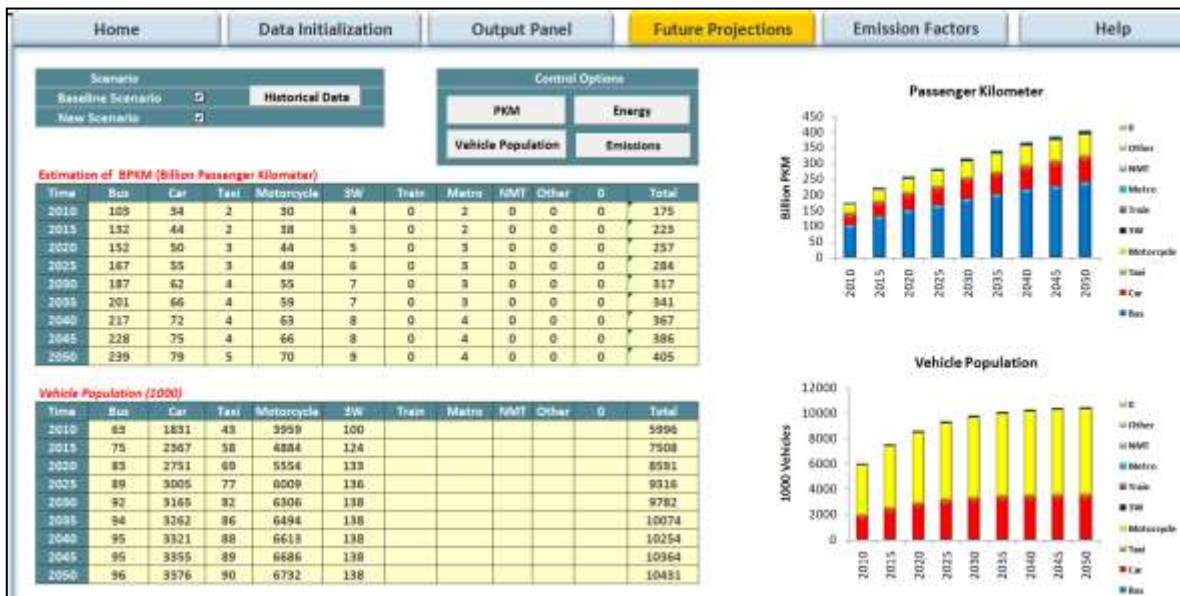 Home Data Initialization Output Panel Future Projections Emission Factors Help
Scenario
Baseline Scenario Historical Data
New Scenario
Control Options
PKM Energy
Vehicle Population Emissions
Estimation of BPKM (Billion Passenger Kilometer)
Time Bus Car Taxi Motorcycle 3W Train Metro NMT Other 0 Total
2010 103 34 2 30 4 0 2 0 0 0 175
2015 132 44 2 38 5 0 2 0 0 0 223
2020 152 50 3 44 5 0 3 0 0 0 257
2025 167 55 3 49 6 0 3 0 0 0 284
2030 187 62 4 55 7 0 3 0 0 0 317
2035 201 66 4 59 7 0 3 0 0 0 341
2040 217 72 4 63 8 0 4 0 0 0 367
2045 228 75 4 66 8 0 4 0 0 0 386
2050 239 79 5 70 9 0 4 0 0 0 405
Vehicle Population (1000)
Time Bus Car Taxi Motorcycle 3W Train Metro NMT Other 0 Total
2010 63 1831 43 3959 100 5996
2015 75 2367 58 4884 124 7508
2020 83 2751 69 5554 133 8591
2025 89 3005 77 6009 136 9316
2030 92 3165 82 6306 138 9782
2035 94 3262 86 6494 138 10074
2040 95 3321 88 6613 138 10254
2045 95 3355 89 6686 138 10364
2050 96 3376 90 6732 138 10431
Passenger Kilometer
Billion PKM
450
400
350
300
250
200
150
100
50
0
2010 2015 2020 2025 2030 2035 2040 2045 2050
0
Other
NMT
Metro
Train
3W
Motorcycle
Taxi
Car
Bus
Vehicle Population
1000 Vehicles
12000
10000
8000
6000
4000
2000
0
2010 2015 2020 2025 2030 2035 2040 2045 2050
0
Other
NMT
Metro
Train
3W
Motorcycle
Taxi
Car
Bus